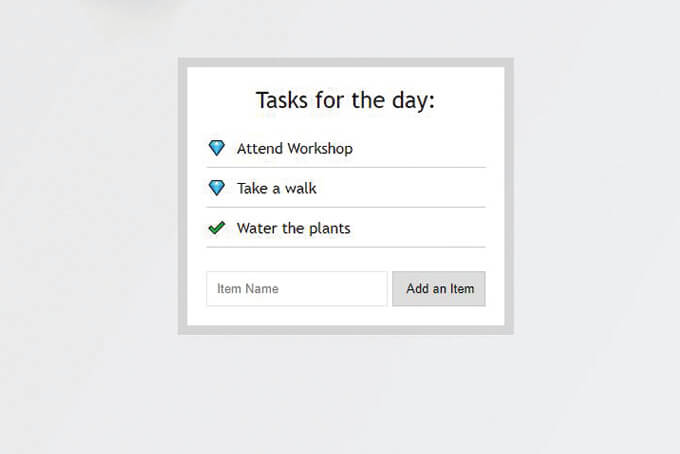 Tasks for the day:
Attend Workshop
Take a walk
Water the plants
Item Name
Add an Item